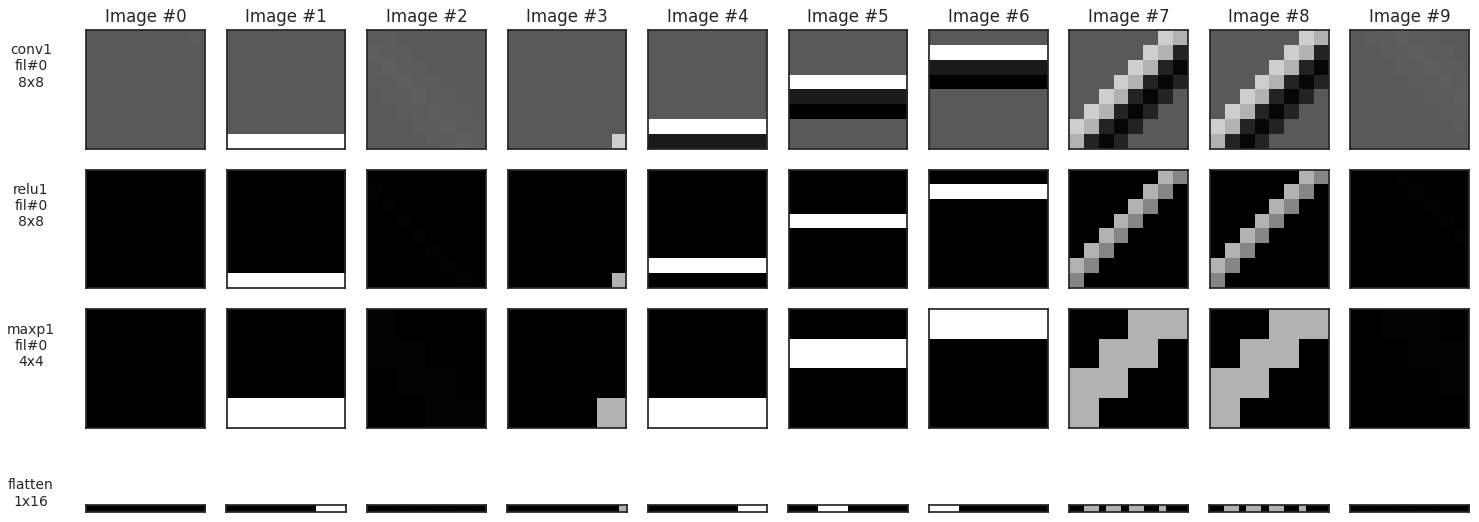 Image #0 Image #1 Image #2 Image #3 Image #4 Image #5 Image #6 Image #7 Image #8 Image #9
conv1
fil#0
8x8
relu1
fil#0
8x8
maxp1
fil#0
4x4
flatten
1x16